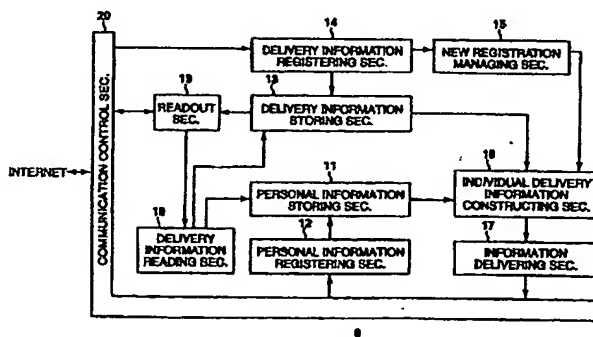 20
14
15
DELIVERY INFORMATION
REGISTERING SEC.
NEW REGISTRATION
MANAGING SEC.
19
13
READOUT
SEC.
DELIVERY INFORMATION
STORING SEC.
COMMUNICATION CONTROL SEC.
INTERNET
11
16
PERSONAL INFORMATION
STORING SEC.
INDIVIDUAL DELIVERY
INFORMATION
CONSTRUCTING SEC.
18
12
17
DELIVERY
INFORMATION
READING SEC.
PERSONAL INFORMATION
REGISTERING SEC.
INFORMATION
DELIVERING SEC.